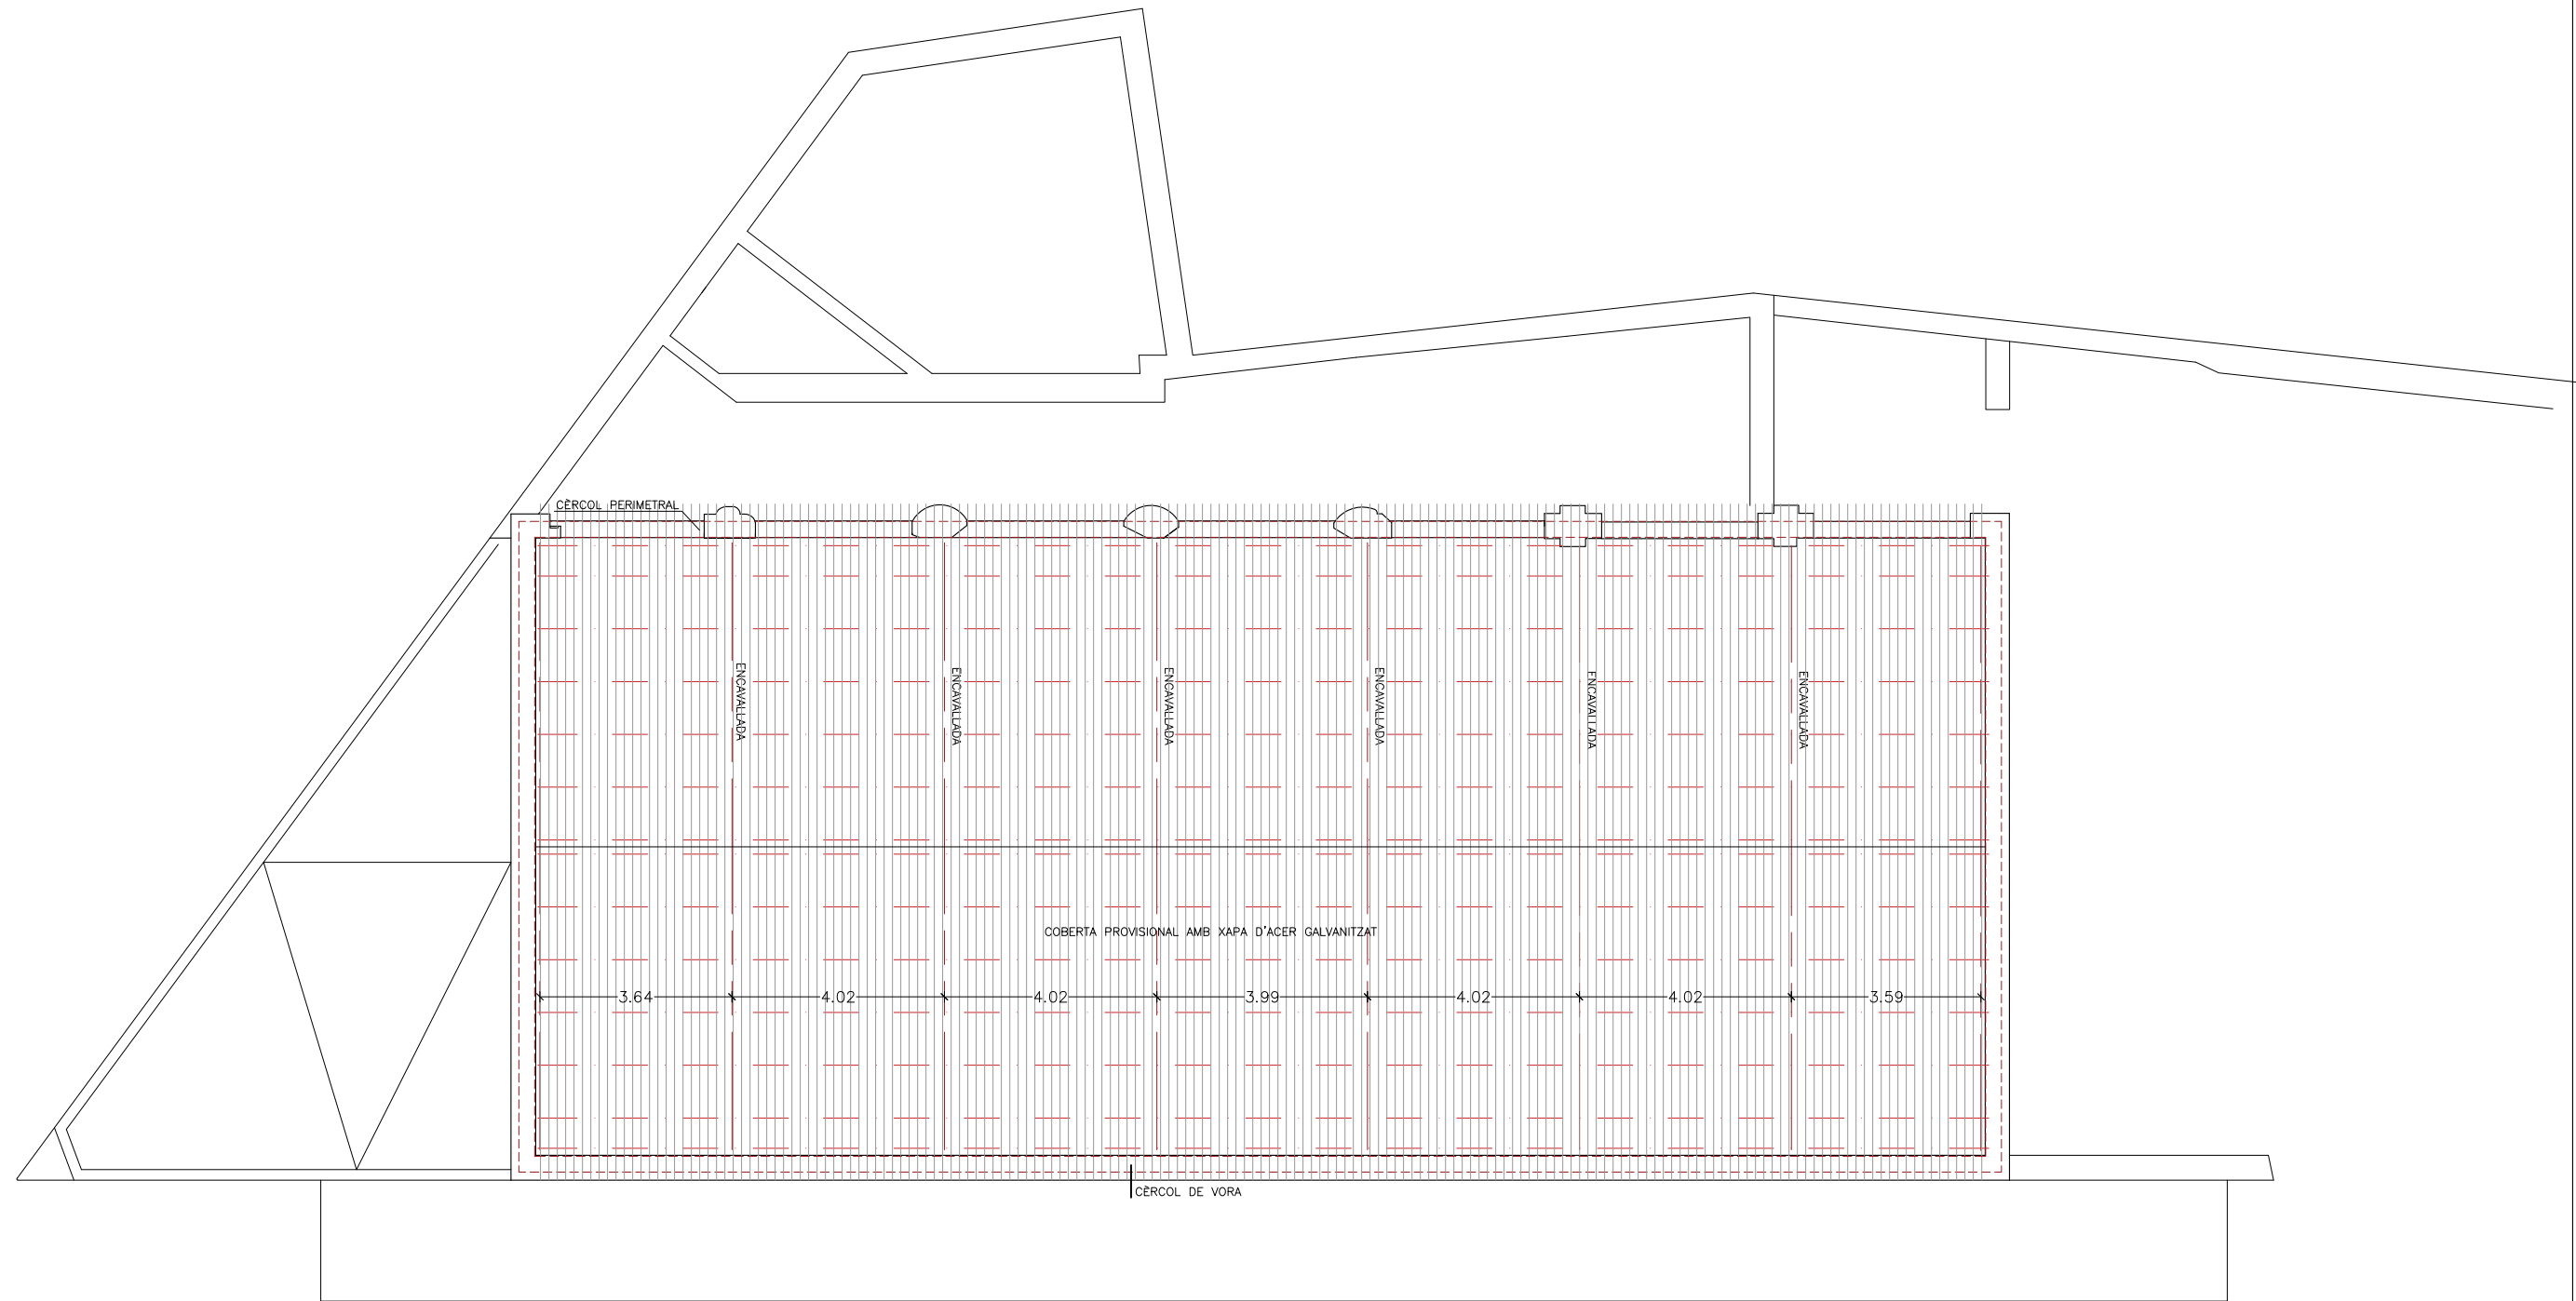 CÈRCOL PERIMETRAL
ENCAVALLADA
ENCAVALLADA
ENCAVALLADA
ENCAVALLADA
ENCAVALLADA
ENCAVALLADA
COBERTA PROVISIONAL AMB XAPA D'ACER GALVANITZAT
3.64
4.02
4.02
3.99
4.02
4.02
3.59
CÈRCOL DE VORA